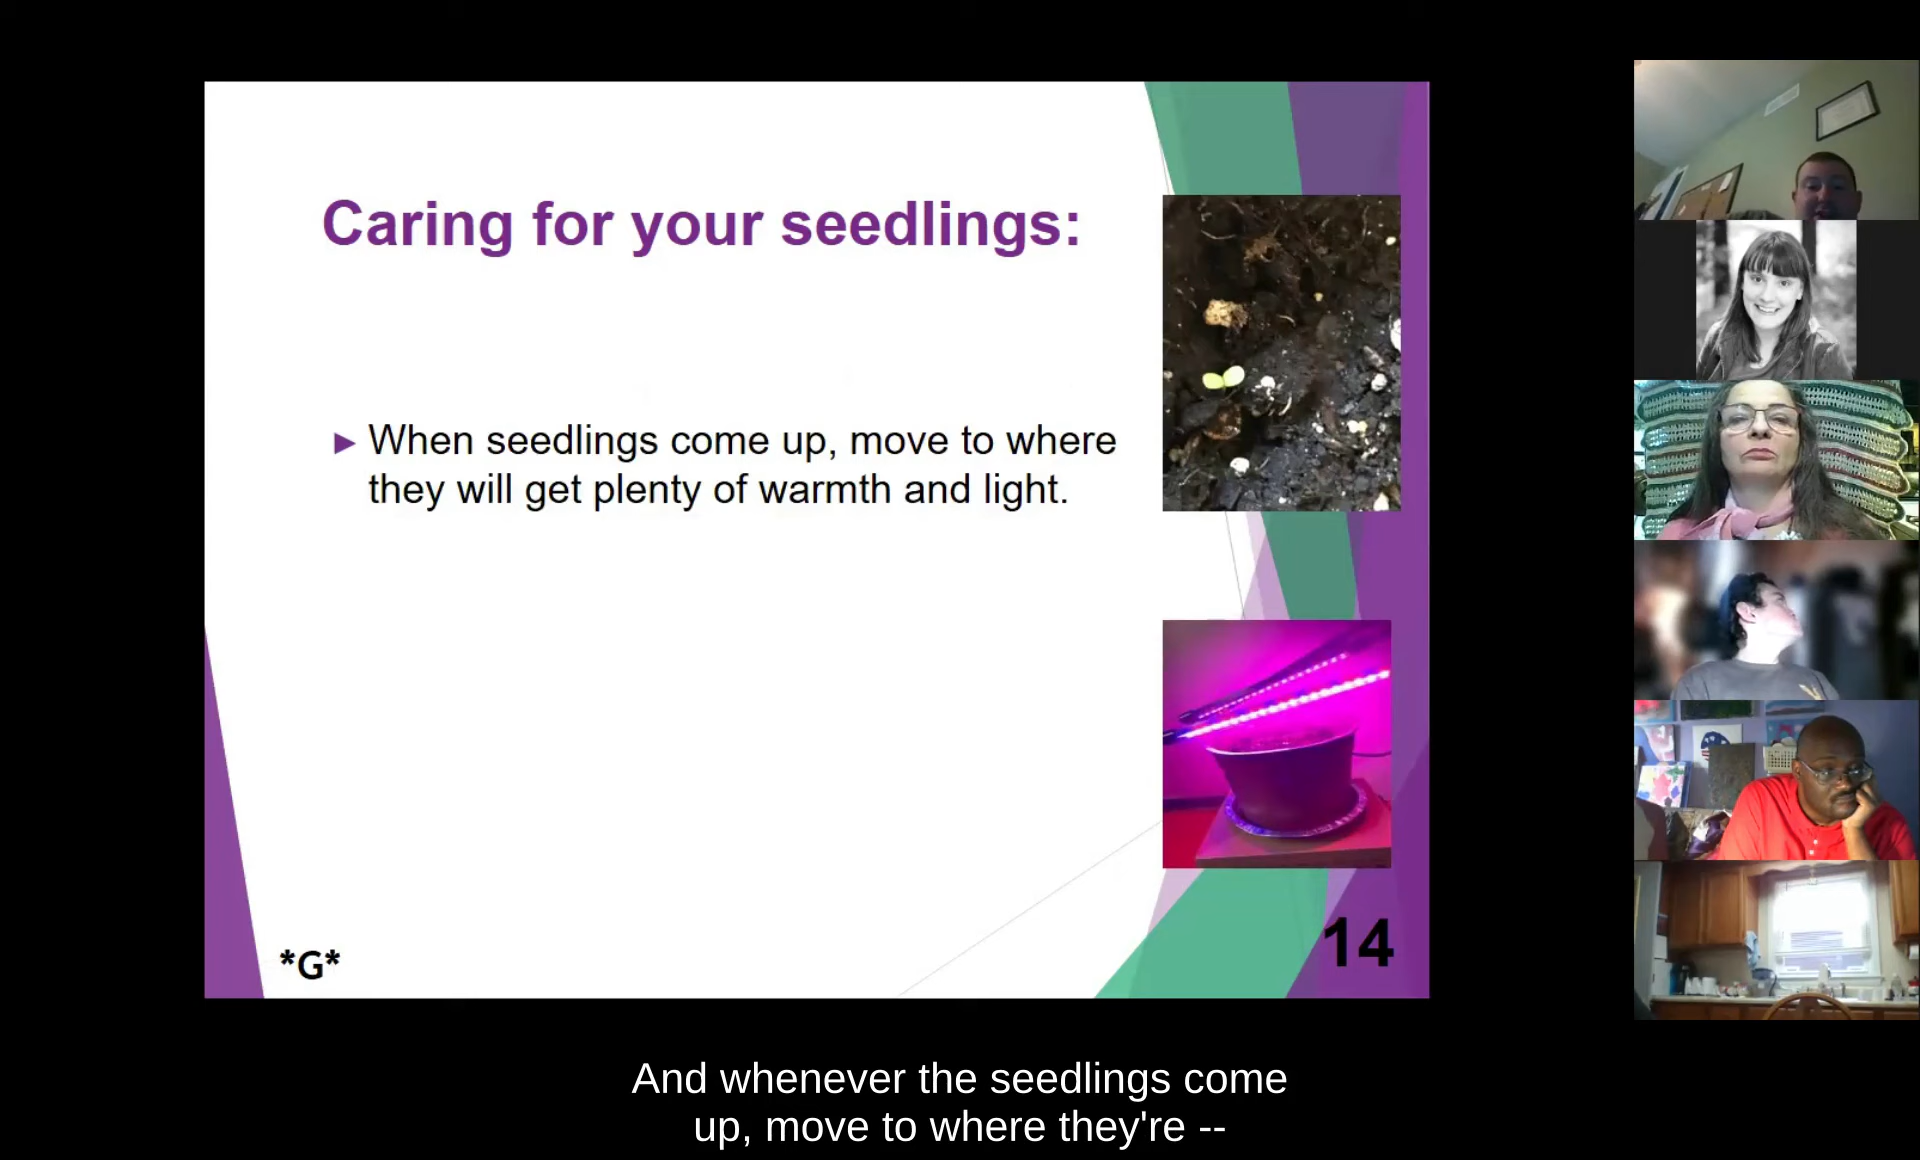 Caring for your seedlings:
When seedlings come up, move to where
they will get plenty of warmth and light.
*G*
14
And whenever the seedlings come
up, move to where they're --